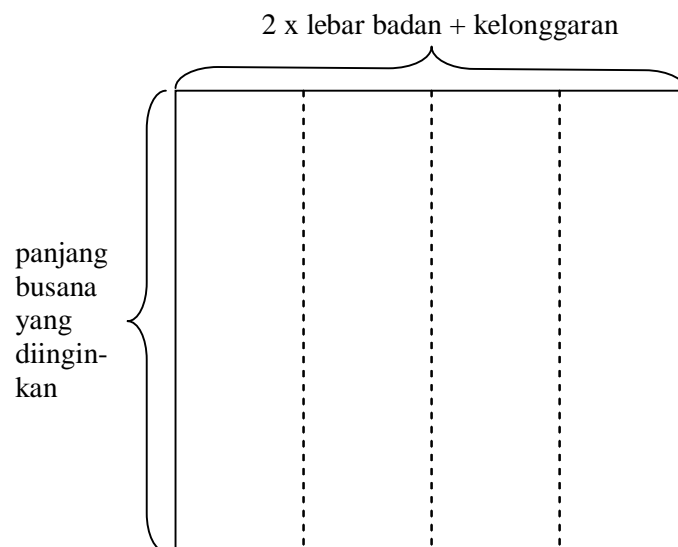 2 x lebar badan + kelonggaran
panjang
busana
yang
diingin-
kan